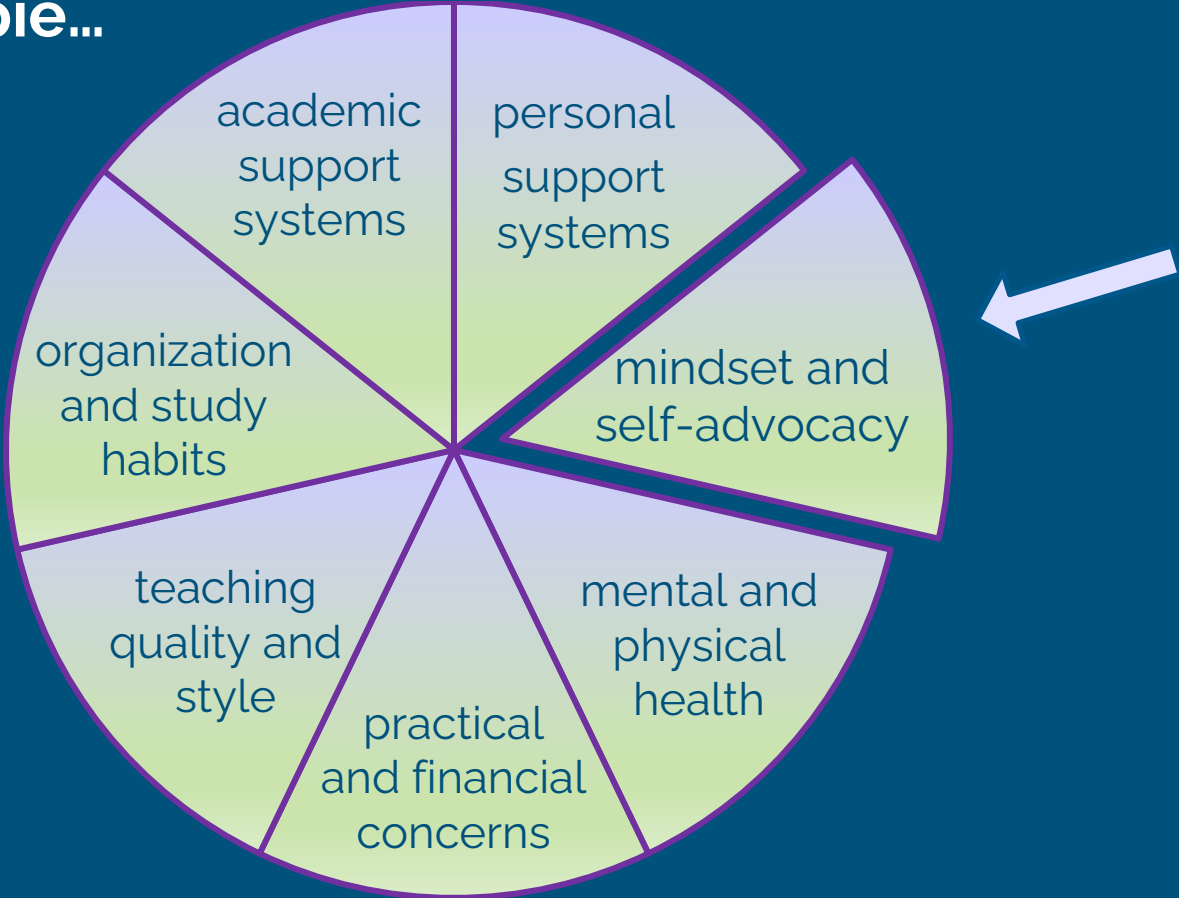 academic
support
systems
personal
support
systems
mindset and
self-advocacy
mental and
physical
health
practical
and financial
concerns
teaching
quality and
style
organization
and study
habits